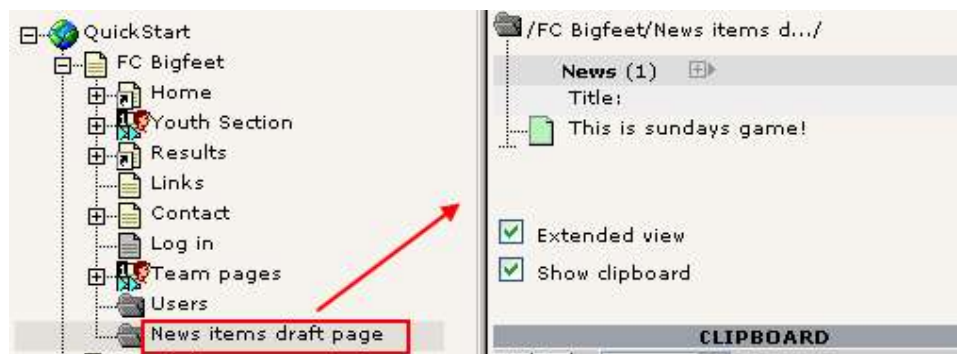 QuickStart
FC Bigfeet
Home
Youth Section
Results
Links
Contact
Log in
Team pages
Users
News items draft page
/FC Bigfeet/News items d.../
News (1)
Title:
This is sundays game!
Extended view
Show clipboard
CLIPBOARD